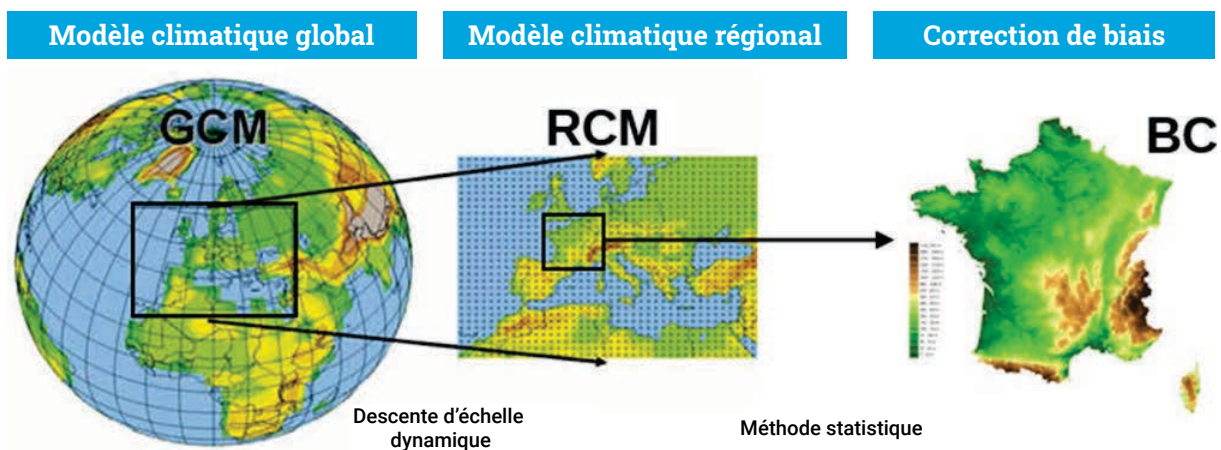 Modèle climatique global
Modèle climatique régional
Correction de biais
GCM
RCM
BC
Descente d'échelle
dynamique
Méthode statistique